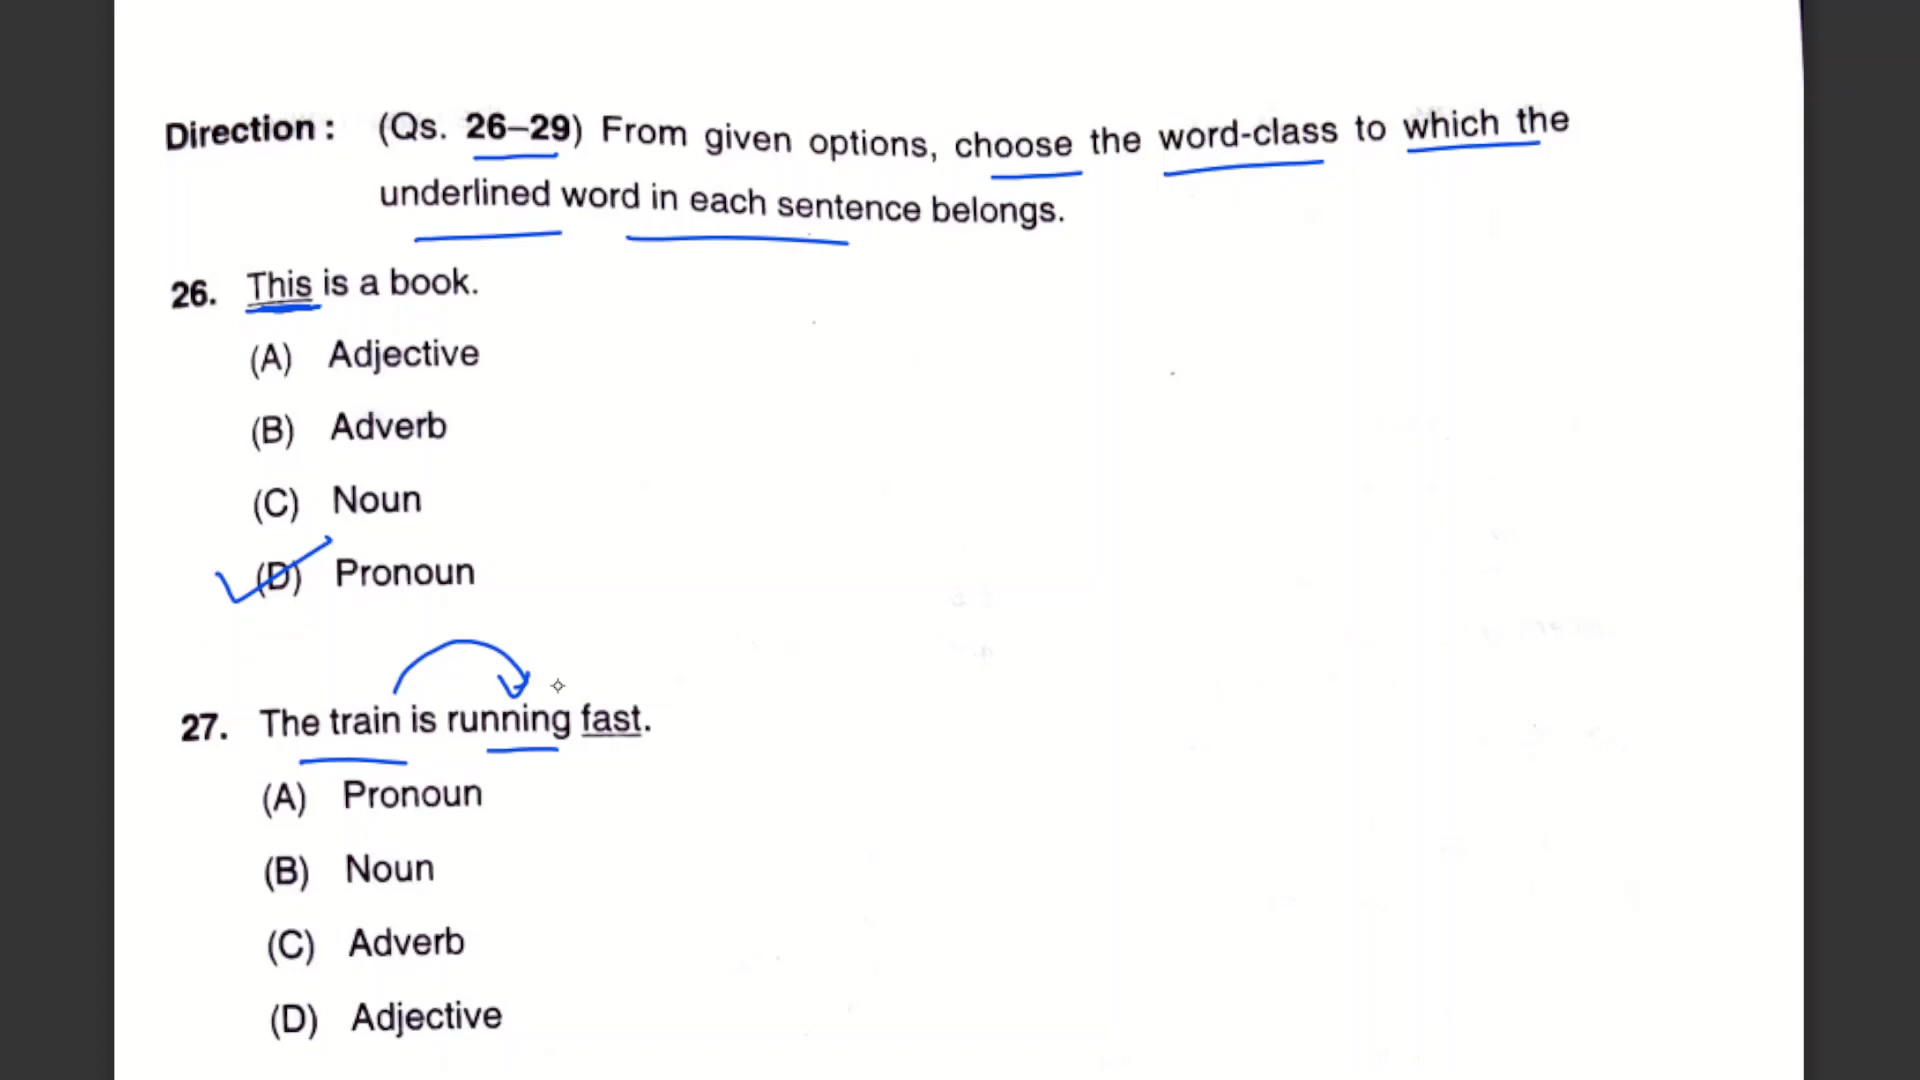 Direction : (Qs. 26–29) From given options, choose the word-class to which the
underlined word in each sentence belongs.
26. This is a book.
(A) Adjective
(B) Adverb
(C) Noun
(D) Pronoun
27. The train is running fast.
(A) Pronoun
(B) Noun
(C) Adverb
(D) Adjective